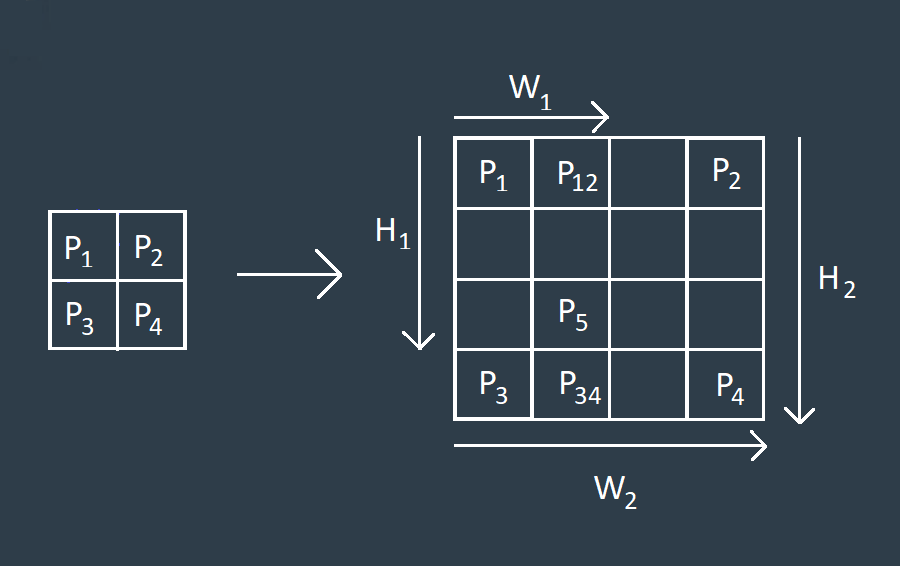 W₁
P₁ P₁₂ P₂
H₁
P₁ P₂
H₂
P₅
P₃ P₄
P₃ P₃₄ P₄
W₂